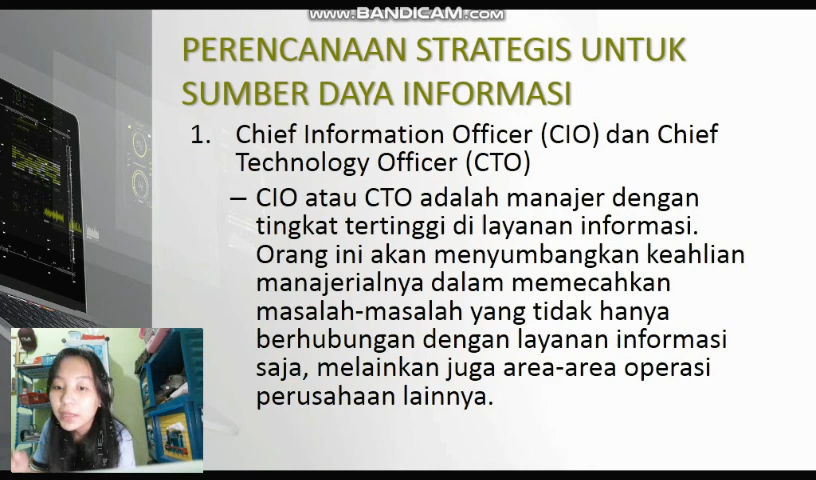 www.BANDICAM.com
PERENCANAAN STRATEGIS UNTUK
SUMBER DAYA INFORMASI
1. Chief Information Officer (CIO) dan Chief
Technology Officer (CTO)
– CIO atau CTO adalah manajer dengan
tingkat tertinggi di layanan informasi.
Orang ini akan menyumbangkan keahlian
manajerialnya dalam memecahkan
masalah-masalah yang tidak hanya
berhubungan dengan layanan informasi
saja, melainkan juga area-area operasi
perusahaan lainnya.